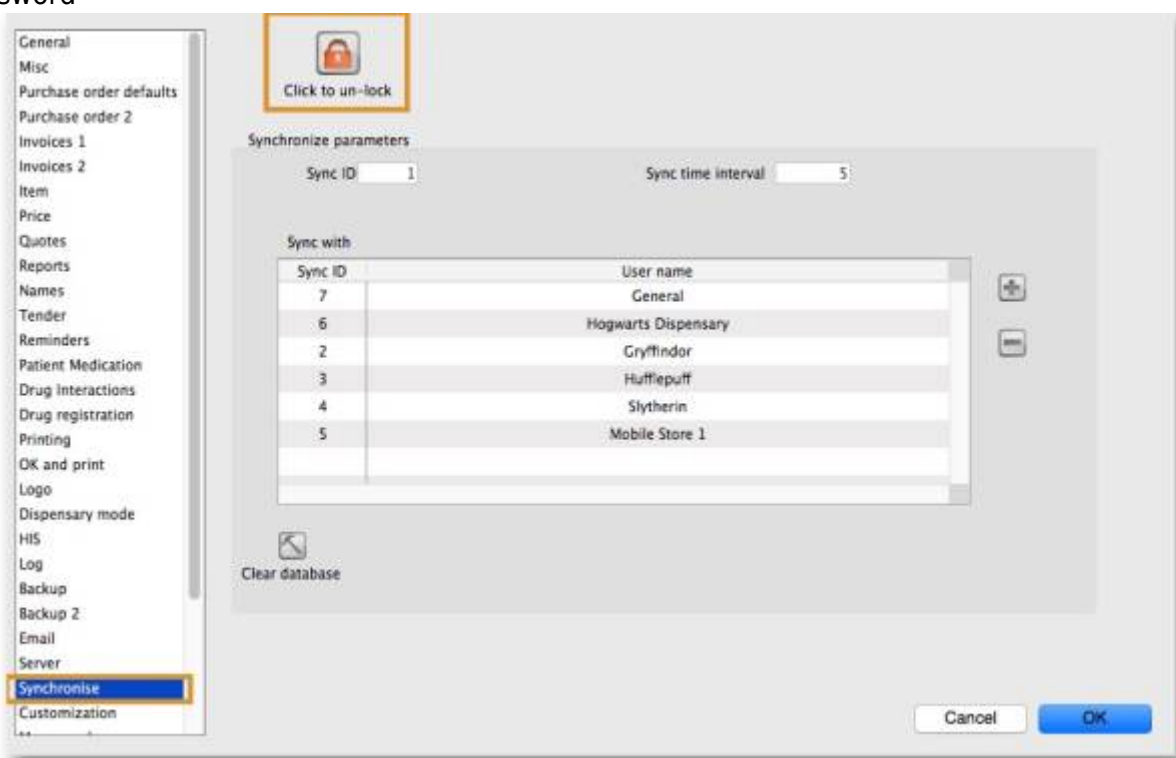 sword
General
Misc
Purchase order defaults
Purchase order 2
Invoices 1
Invoices 2
Item
Price
Quotes
Reports
Names
Tender
Reminders
Patient Medication
Drug Interactions
Drug registration
Printing
OK and print
Logo
Dispensary mode
HIS
Log
Backup
Backup 2
Email
Server
Synchronise
Customization
Click to un-lock
Synchronize parameters
Sync ID 1 Sync time interval 5
Sync with
Sync ID User name
7 General
6 Hogwarts Dispensary
2 Gryffindor
3 Hufflepuff
4 Slytherin
5 Mobile Store 1
Clear database
Cancel OK